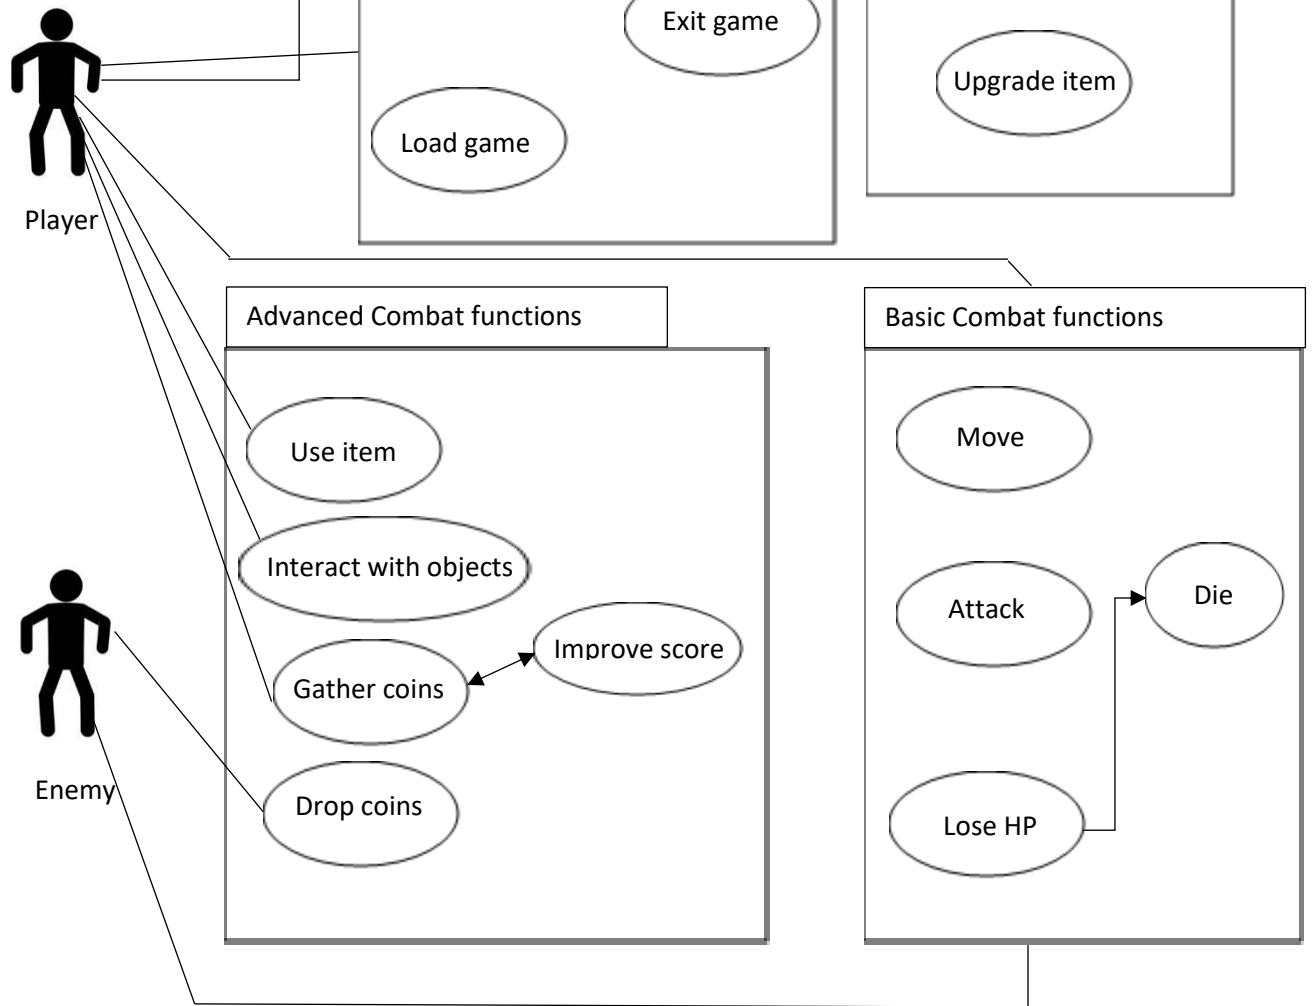 Exit game
Upgrade item
Load game
Player
Advanced Combat functions
Basic Combat functions
Use item
Move
Interact with objects
Attack
Die
Improve score
Gather coins
Enemy
Drop coins
Lose HP